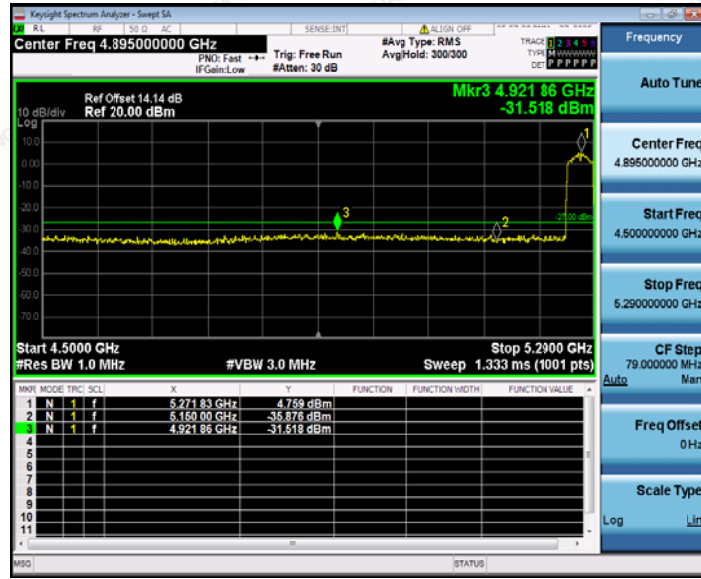 Keysight Spectrum Analyzer - Swept SA
RL RF 50 Ω AC SENSE:INT ALIGN OFF
Center Freq 4.895000000 GHz
PNO: Fast
IFGain:Low
Trig: Free Run
#Atten: 30 dB
#Avg Type: RMS
Avg|Hold: 300/300
TRACE 1 2 3 4 5 6
TYPE M
DET P P P P P P
Frequency
Auto Tune
Center Freq
4.895000000 GHz
Start Freq
4.500000000 GHz
Stop Freq
5.290000000 GHz
CF Step
79.000000 MHz
Auto Man
Freq Offset
0 Hz
Scale Type
Log Lin
Mkr3 4.921 86 GHz
-31.518 dBm
Ref Offset 14.14 dB
10 dB/div Ref 20.00 dBm
Log
10.0
0.00
-10.0
-20.0
-30.0
-40.0
-50.0
-60.0
-70.0
1
2
3
-27.00 dBm
Start 4.5000 GHz Stop 5.2900 GHz
#Res BW 1.0 MHz #VBW 3.0 MHz Sweep 1.333 ms (1001 pts)
MKR MODE TRC SCL X Y FUNCTION FUNCTION WIDTH FUNCTION VALUE
1 N 1 f 5.271 83 GHz 4.759 dBm
2 N 1 f 5.150 00 GHz -35.876 dBm
3 N 1 f 4.921 86 GHz -31.518 dBm
4
5
6
7
8
9
10
11
MSG STATUS